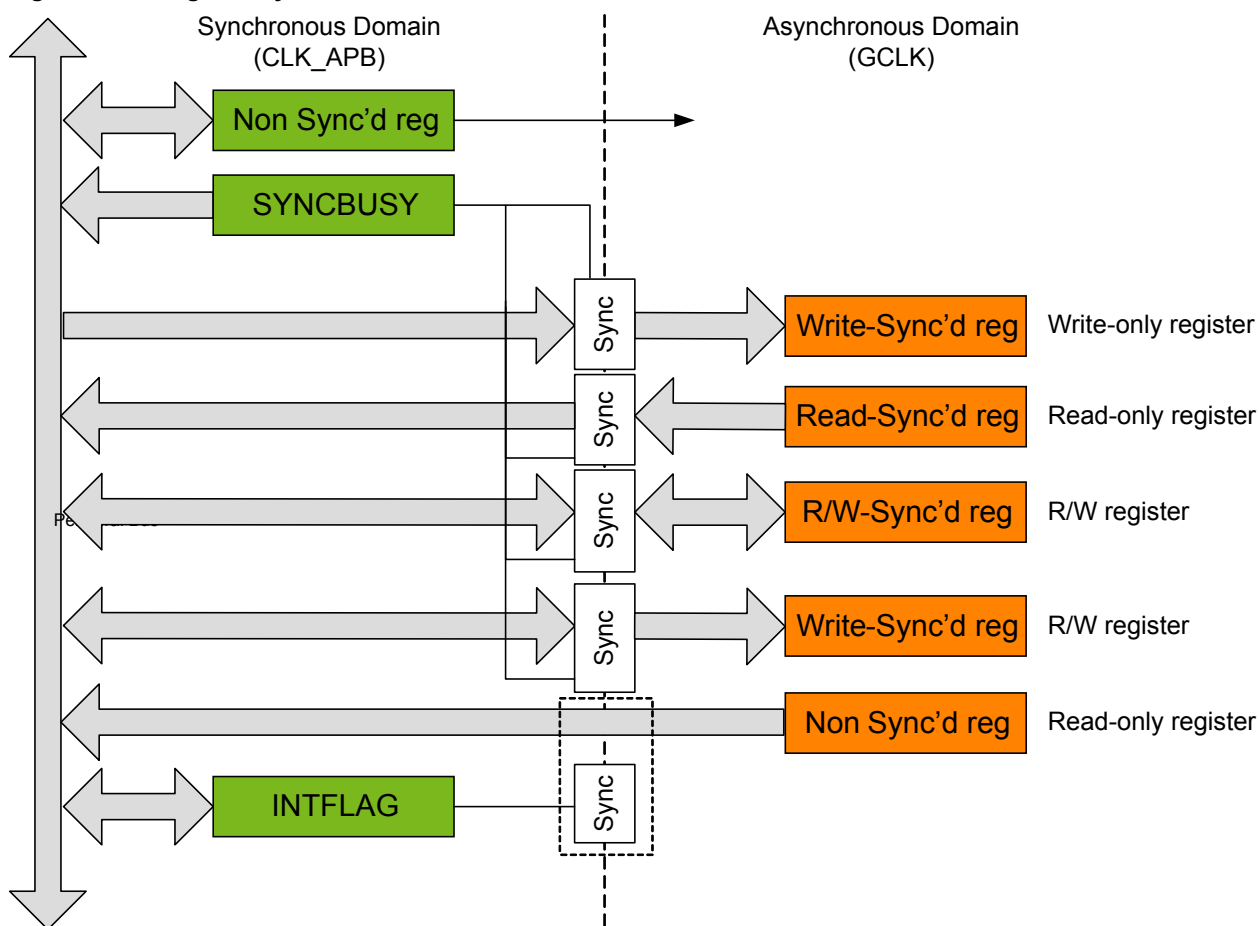 Synchronous Domain
(CLK_APB)
Asynchronous Domain
(GCLK)
Non Sync'd reg
SYNCBUSY
Sync
Write-Sync'd reg
Write-only register
Sync
Read-Sync'd reg
Read-only register
Sync
R/W-Sync'd reg
R/W register
Sync
Write-Sync'd reg
R/W register
Non Sync'd reg
Read-only register
INTFLAG
Sync